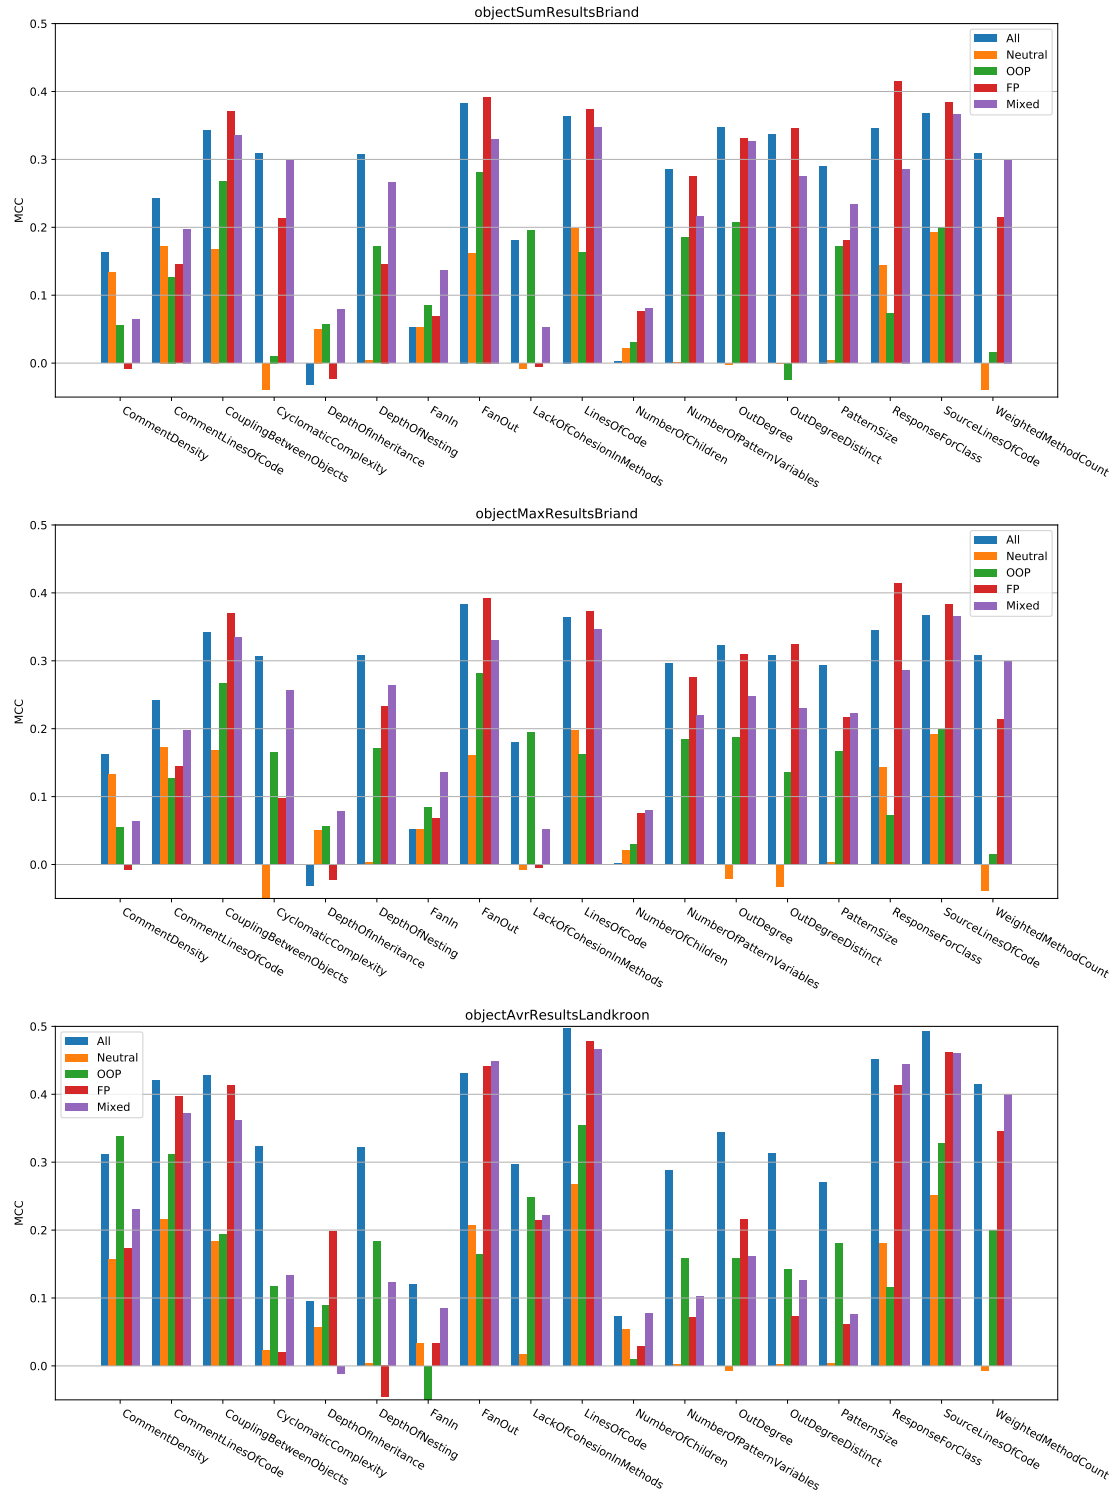 objectSumResultsBriand
0.5
0.4
0.3
0.2
0.1
0.0
MCC
All
Neutral
OOP
FP
Mixed
CommentDensity
CommentLinesOfCode
CouplingBetweenObjects
CyclomaticComplexity
DepthOfInheritance
DepthOfNesting
FanIn
FanOut
LackOfCohesionInMethods
LinesOfCode
NumberOfChildren
NumberOfPatternVariables
OutDegree
OutDegreeDistinct
PatternSize
ResponseForClass
SourceLinesOfCode
WeightedMethodCount
objectMaxResultsBriand
0.5
0.4
0.3
0.2
0.1
0.0
MCC
All
Neutral
OOP
FP
Mixed
CommentDensity
CommentLinesOfCode
CouplingBetweenObjects
CyclomaticComplexity
DepthOfInheritance
DepthOfNesting
FanIn
FanOut
LackOfCohesionInMethods
LinesOfCode
NumberOfChildren
NumberOfPatternVariables
OutDegree
OutDegreeDistinct
PatternSize
ResponseForClass
SourceLinesOfCode
WeightedMethodCount
objectAvrResultsLandkroon
0.5
0.4
0.3
0.2
0.1
0.0
MCC
All
Neutral
OOP
FP
Mixed
CommentDensity
CommentLinesOfCode
CouplingBetweenObjects
CyclomaticComplexity
DepthOfInheritance
DepthOfNesting
FanIn
FanOut
LackOfCohesionInMethods
LinesOfCode
NumberOfChildren
NumberOfPatternVariables
OutDegree
OutDegreeDistinct
PatternSize
ResponseForClass
SourceLinesOfCode
WeightedMethodCount